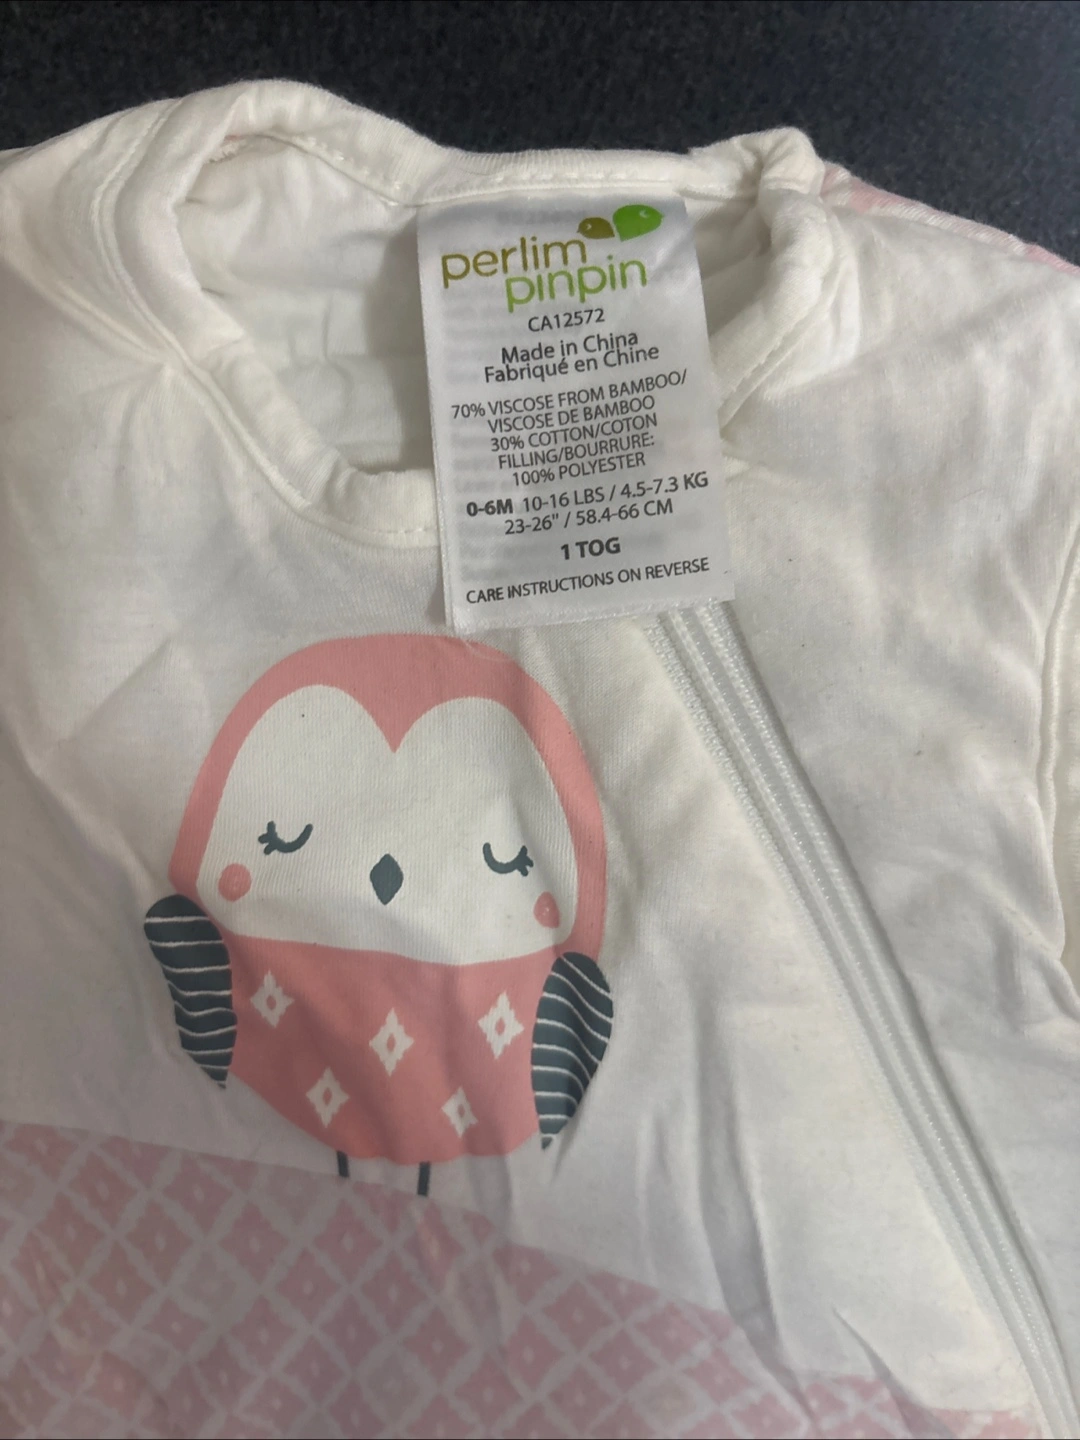 perlim
pinpin
CA12572
Made in China
Fabriqué en Chine
70% VISCOSE FROM BAMBOO/
VISCOSE DE BAMBOO
30% COTTON/COTON
FILLING/BOURRURE:
100% POLYESTER
0-6M 10-16 LBS / 4.5-7.3 KG
23-26" / 58.4-66 CM
1 TOG
CARE INSTRUCTIONS ON REVERSE